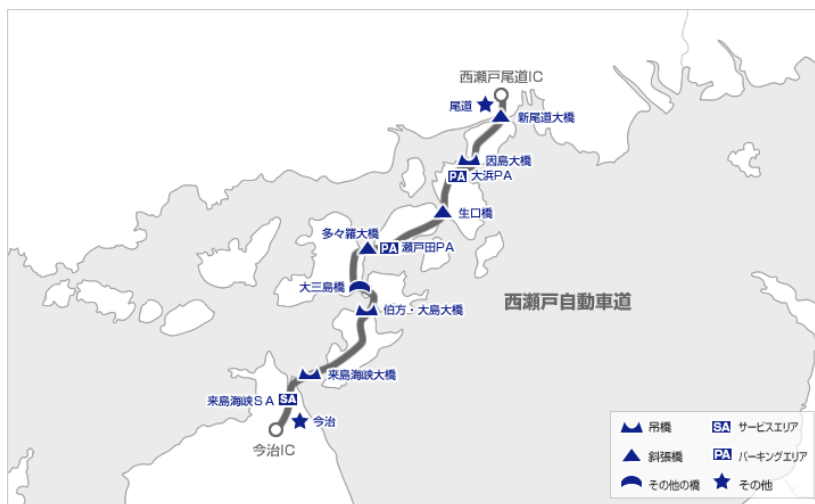 西瀬戸尾道IC
尾道
新尾道大橋
因島大橋
PA 大浜PA
生口橋
多々羅大橋
PA 瀬戸田PA
大三島橋
西瀬戸自動車道
伯方・大島大橋
来島海峡大橋
来島海峡SA SA
今治
今治IC
吊橋
SA サービスエリア
斜張橋
PA パーキングエリア
その他の橋
その他